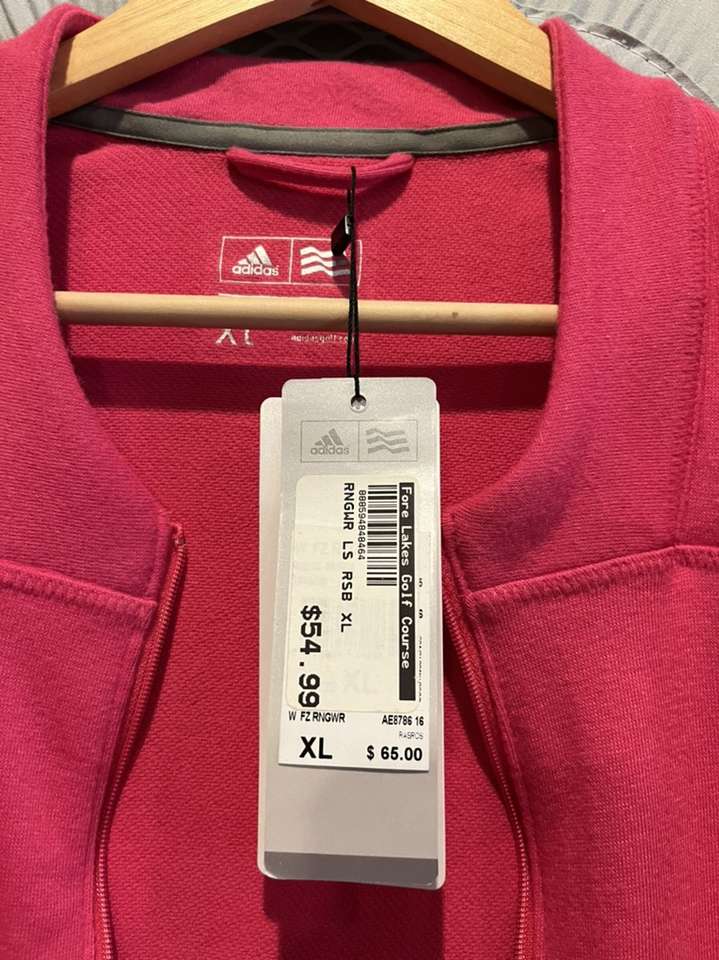 adidas
XL
adidas
Fore Lakes Golf Course
888594848464
RNGWR LS RSB XL
$54.99
W FZ RNGWR
AE8786 16
RASROS
XL
$ 65.00